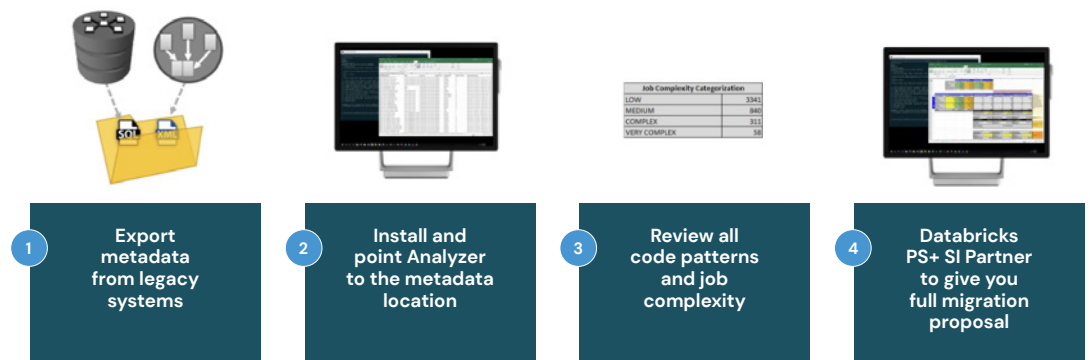 SQL
XML
Job Complexity Categorization
LOW 3341
MEDIUM 840
COMPLEX 311
VERY COMPLEX 58
1
Export
metadata
from legacy
systems
2
Install and
point Analyzer
to the metadata
location
3
Review all
code patterns
and job
complexity
4
Databricks
PS+ SI Partner
to give you
full migration
proposal